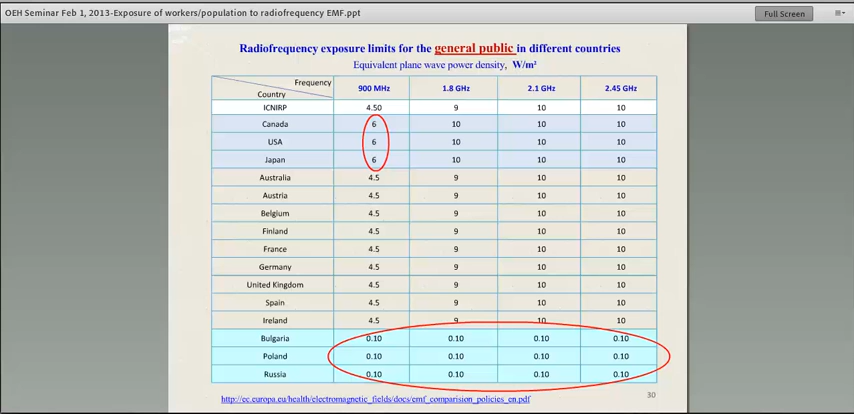 OEH Seminar Feb 1, 2013-Exposure of workers/population to radiofrequency EMF.ppt
Full Screen
Radiofrequency exposure limits for the general public in different countries
Equivalent plane wave power density, W/m²
Frequency
Country
900 MHz 1.8 GHz 2.1 GHz 2.45 GHz
ICNIRP 4.50 9 10 10
Canada 6 10 10 10
USA 6 10 10 10
Japan 6 10 10 10
Australia 4.5 9 10 10
Austria 4.5 9 10 10
Belgium 4.5 9 10 10
Finland 4.5 9 10 10
France 4.5 9 10 10
Germany 4.5 9 10 10
United Kingdom 4.5 9 10 10
Spain 4.5 9 10 10
Ireland 4.5 9 10 10
Bulgaria 0.10 0.10 0.10 0.10
Poland 0.10 0.10 0.10 0.10
Russia 0.10 0.10 0.10 0.10
http://ec.europa.eu/health/electromagnetic_fields/docs/emf_comparision_policies_en.pdf
30